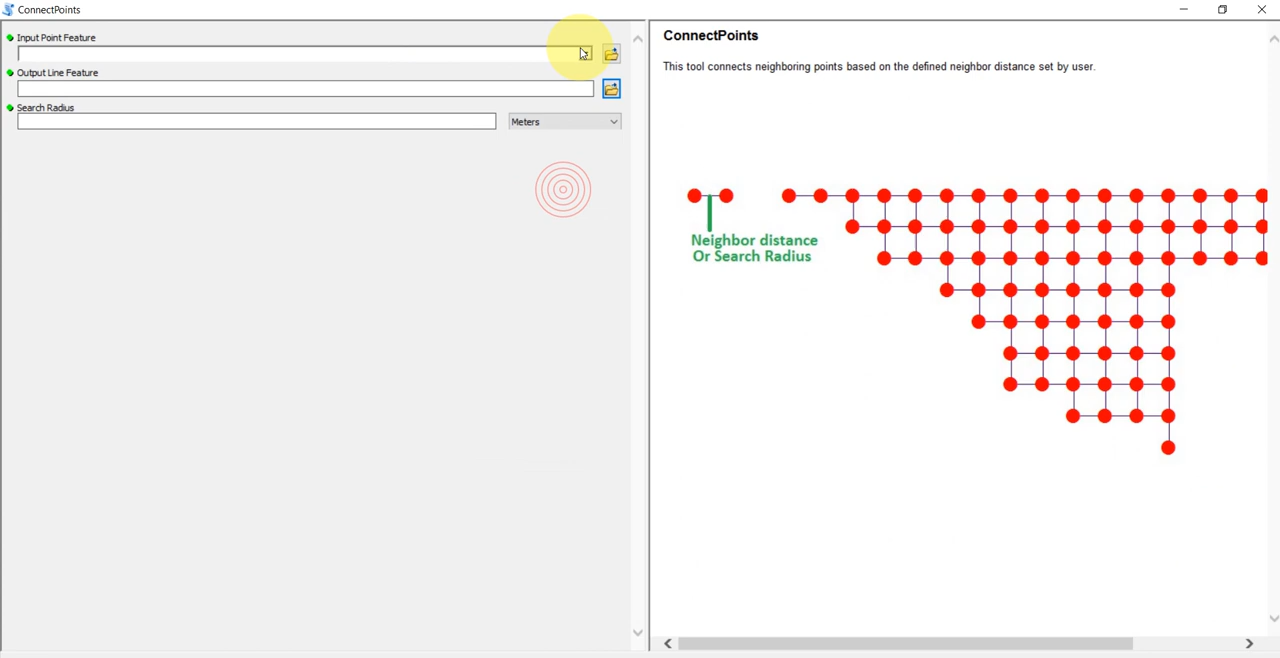 ConnectPoints
Input Point Feature
Output Line Feature
Search Radius
Meters
ConnectPoints
This tool connects neighboring points based on the defined neighbor distance set by user.
Neighbor distance
Or Search Radius